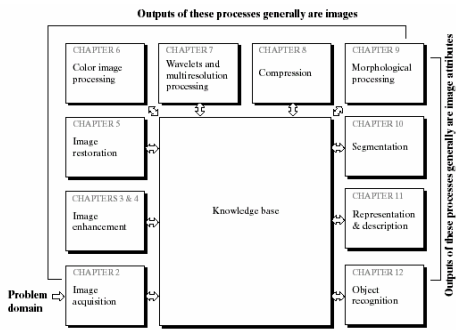 Outputs of these processes generally are images
CHAPTER 6
Color image
processing
CHAPTER 7
Wavelets and
multiresolution
processing
CHAPTER 8
Compression
CHAPTER 9
Morphological
processing
CHAPTER 5
Image
restoration
CHAPTERS 3 & 4
Image
enhancement
CHAPTER 2
Image
acquisition
Problem
domain
Knowledge base
CHAPTER 10
Segmentation
CHAPTER 11
Representation
& description
CHAPTER 12
Object
recognition
Outputs of these processes generally are image attributes